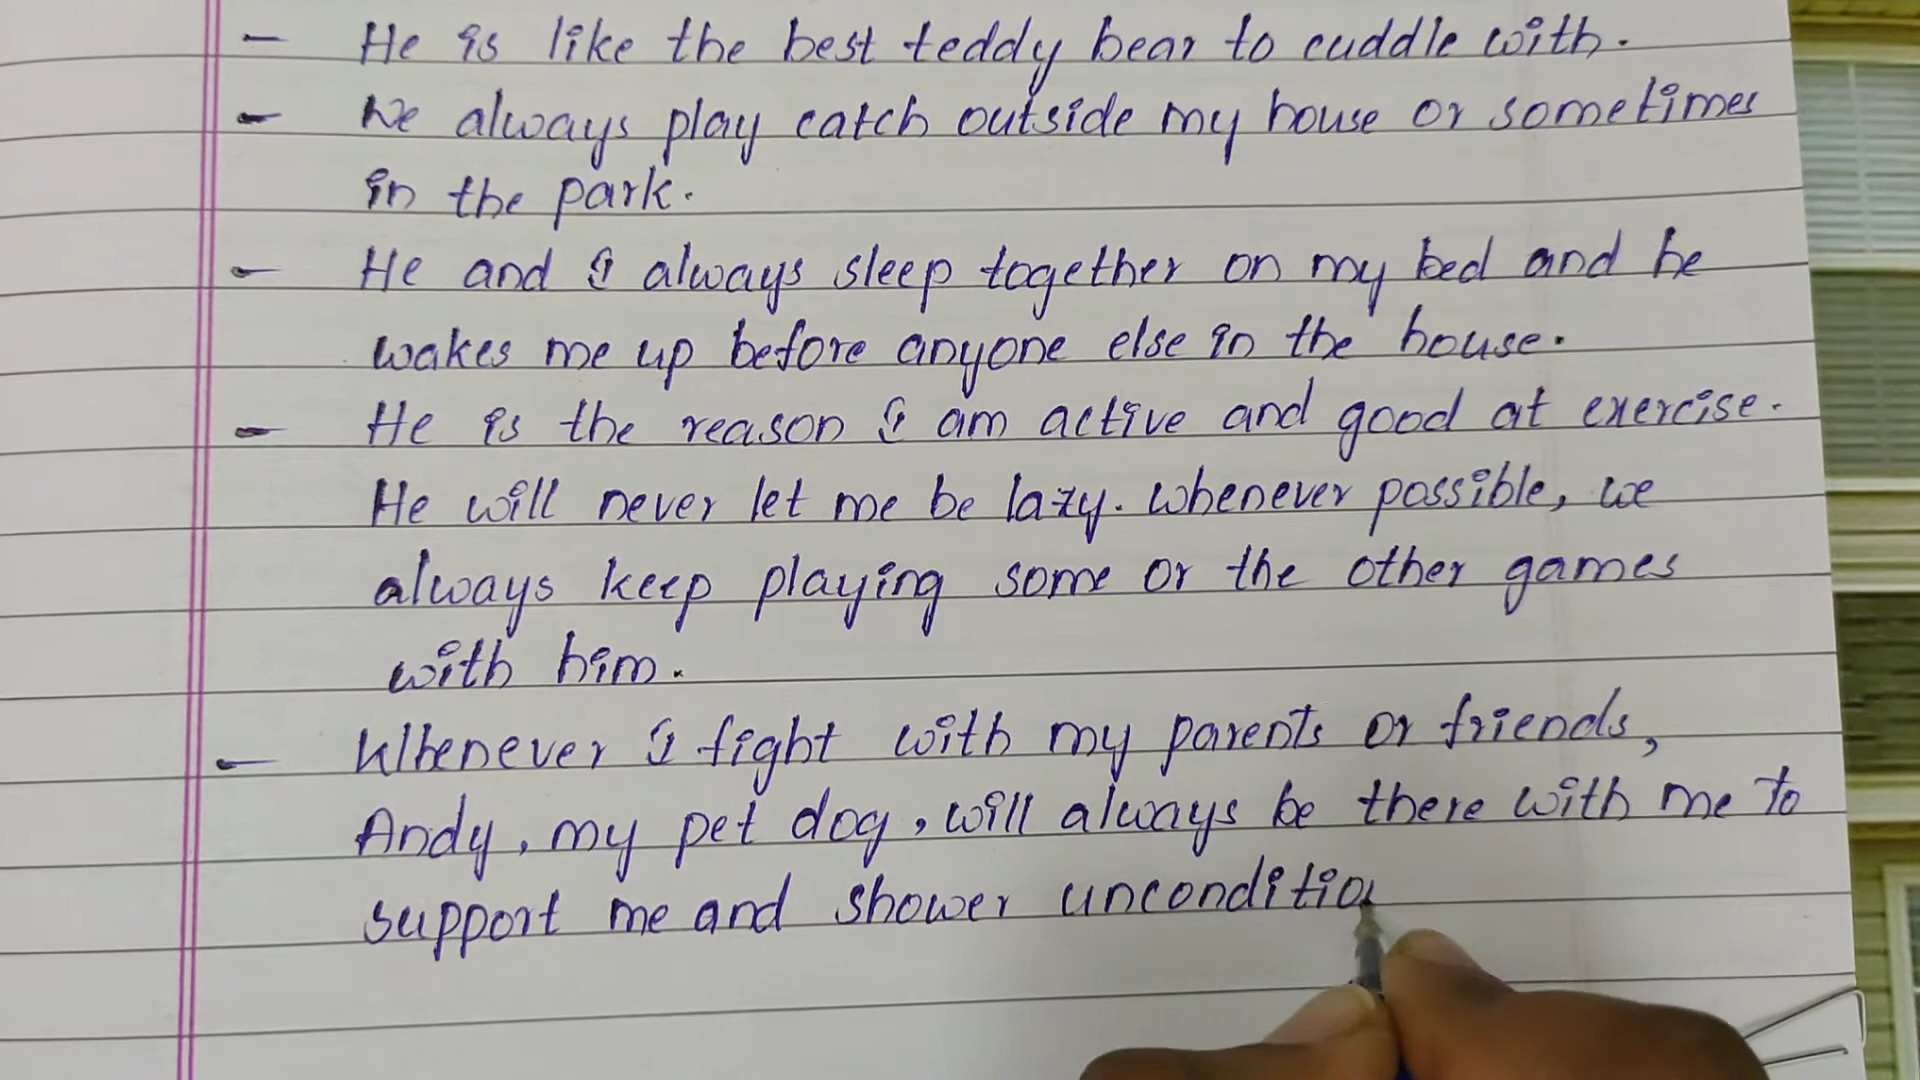 - He is like the best teddy bear to cuddle with.
- We always play catch outside my house or sometimes
in the park.
- He and I always sleep together on my bed and he
wakes me up before anyone else in the house.
- He is the reason I am active and good at exercise.
He will never let me be lazy. Whenever possible, we
always keep playing some or the other games
with him.
- Whenever I fight with my parents or friends,
Andy, my pet dog, will always be there with me to
support me and shower unconditio